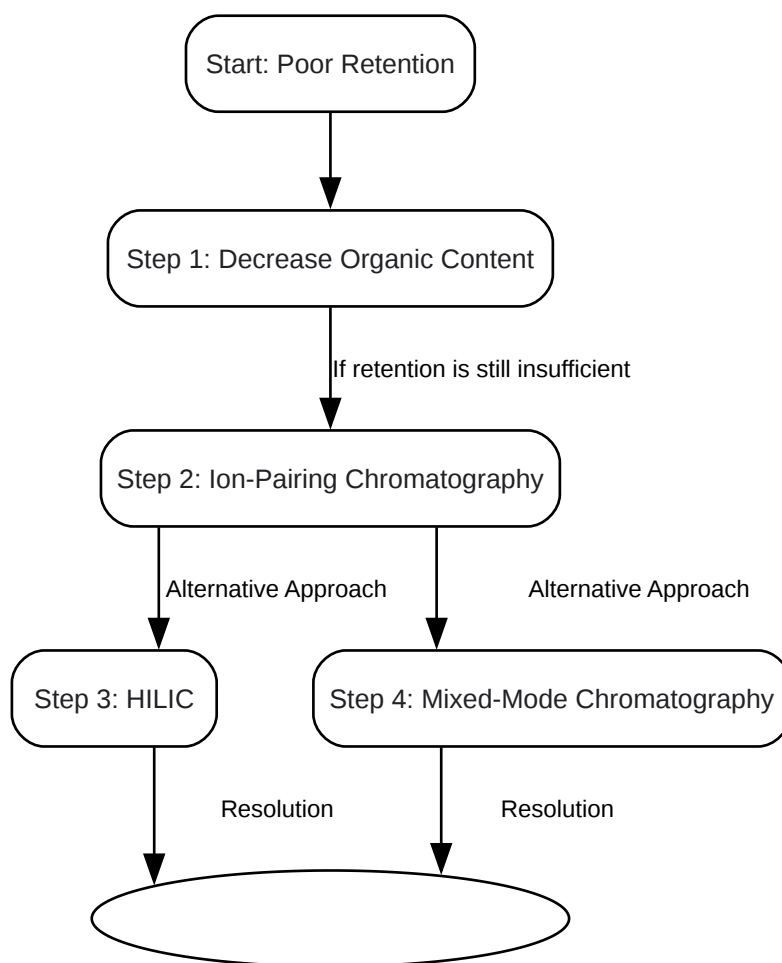 Start: Poor Retention
Step 1: Decrease Organic Content
If retention is still insufficient
Step 2: Ion-Pairing Chromatography
Alternative Approach
Alternative Approach
Step 3: HILIC
Step 4: Mixed-Mode Chromatography
Resolution
Resolution